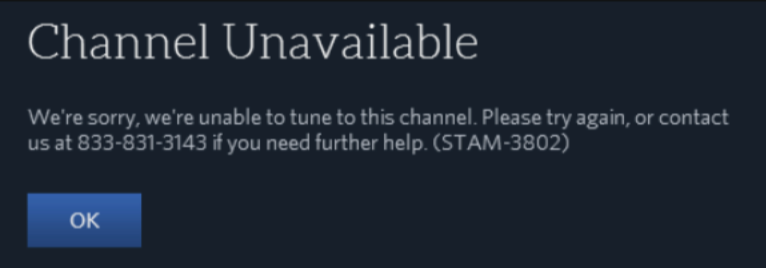 Channel Unavailable
We're sorry, we're unable to tune to this channel. Please try again, or contact
us at 833-831-3143 if you need further help. (STAM-3802)
OK